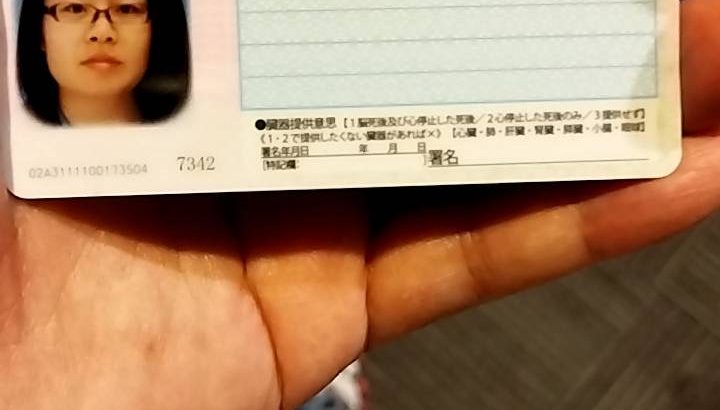 ●臓器提供意思【1脳死後及び心停止した死後／2心停止した死後のみ／3提供せず】
《1・2で提供したくない臓器があれば×》【心臓・肺・肝臓・腎臓・膵臓・小腸・眼球】
署名年月日 年 月 日
[特記欄: ]署名
02A3111100173504 7342